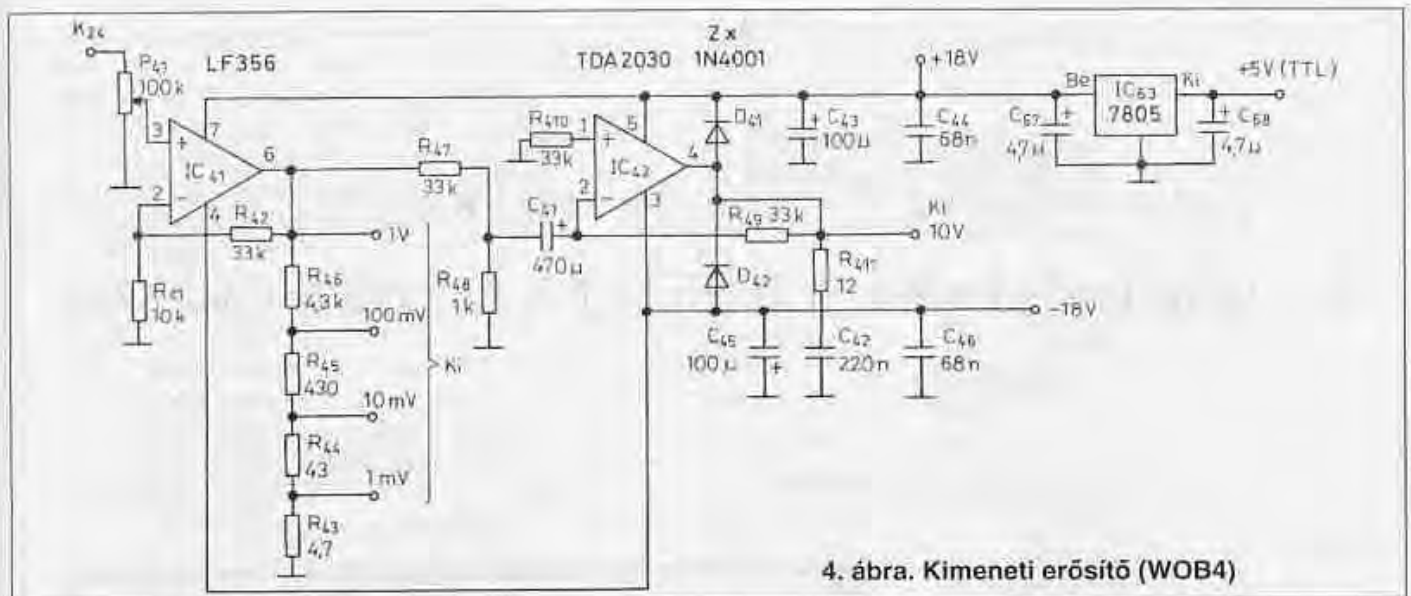 K24
P41
100k
LF356
TDA2030
2x
1N4001
+18V
+5V (TTL)
Be
IC63
7805
Ki
C67
4,7µ
C68
4,7µ
3
+
7
IC41
6
2
-
4
R42
33k
R41
10k
1V
R46
4,3k
100mV
R45
430
10mV
R44
43
1mV
R43
4,7
Ki
R47
33k
R48
1k
C41
+
470µ
R410
33k
1
+
5
IC42
4
2
-
3
D41
D42
C43
+
100µ
C44
68n
R49
33k
Ki
10V
R411
12
C42
220n
-18V
C45
100µ
+
C46
68n
4. ábra. Kimeneti erősítő (WOB4)